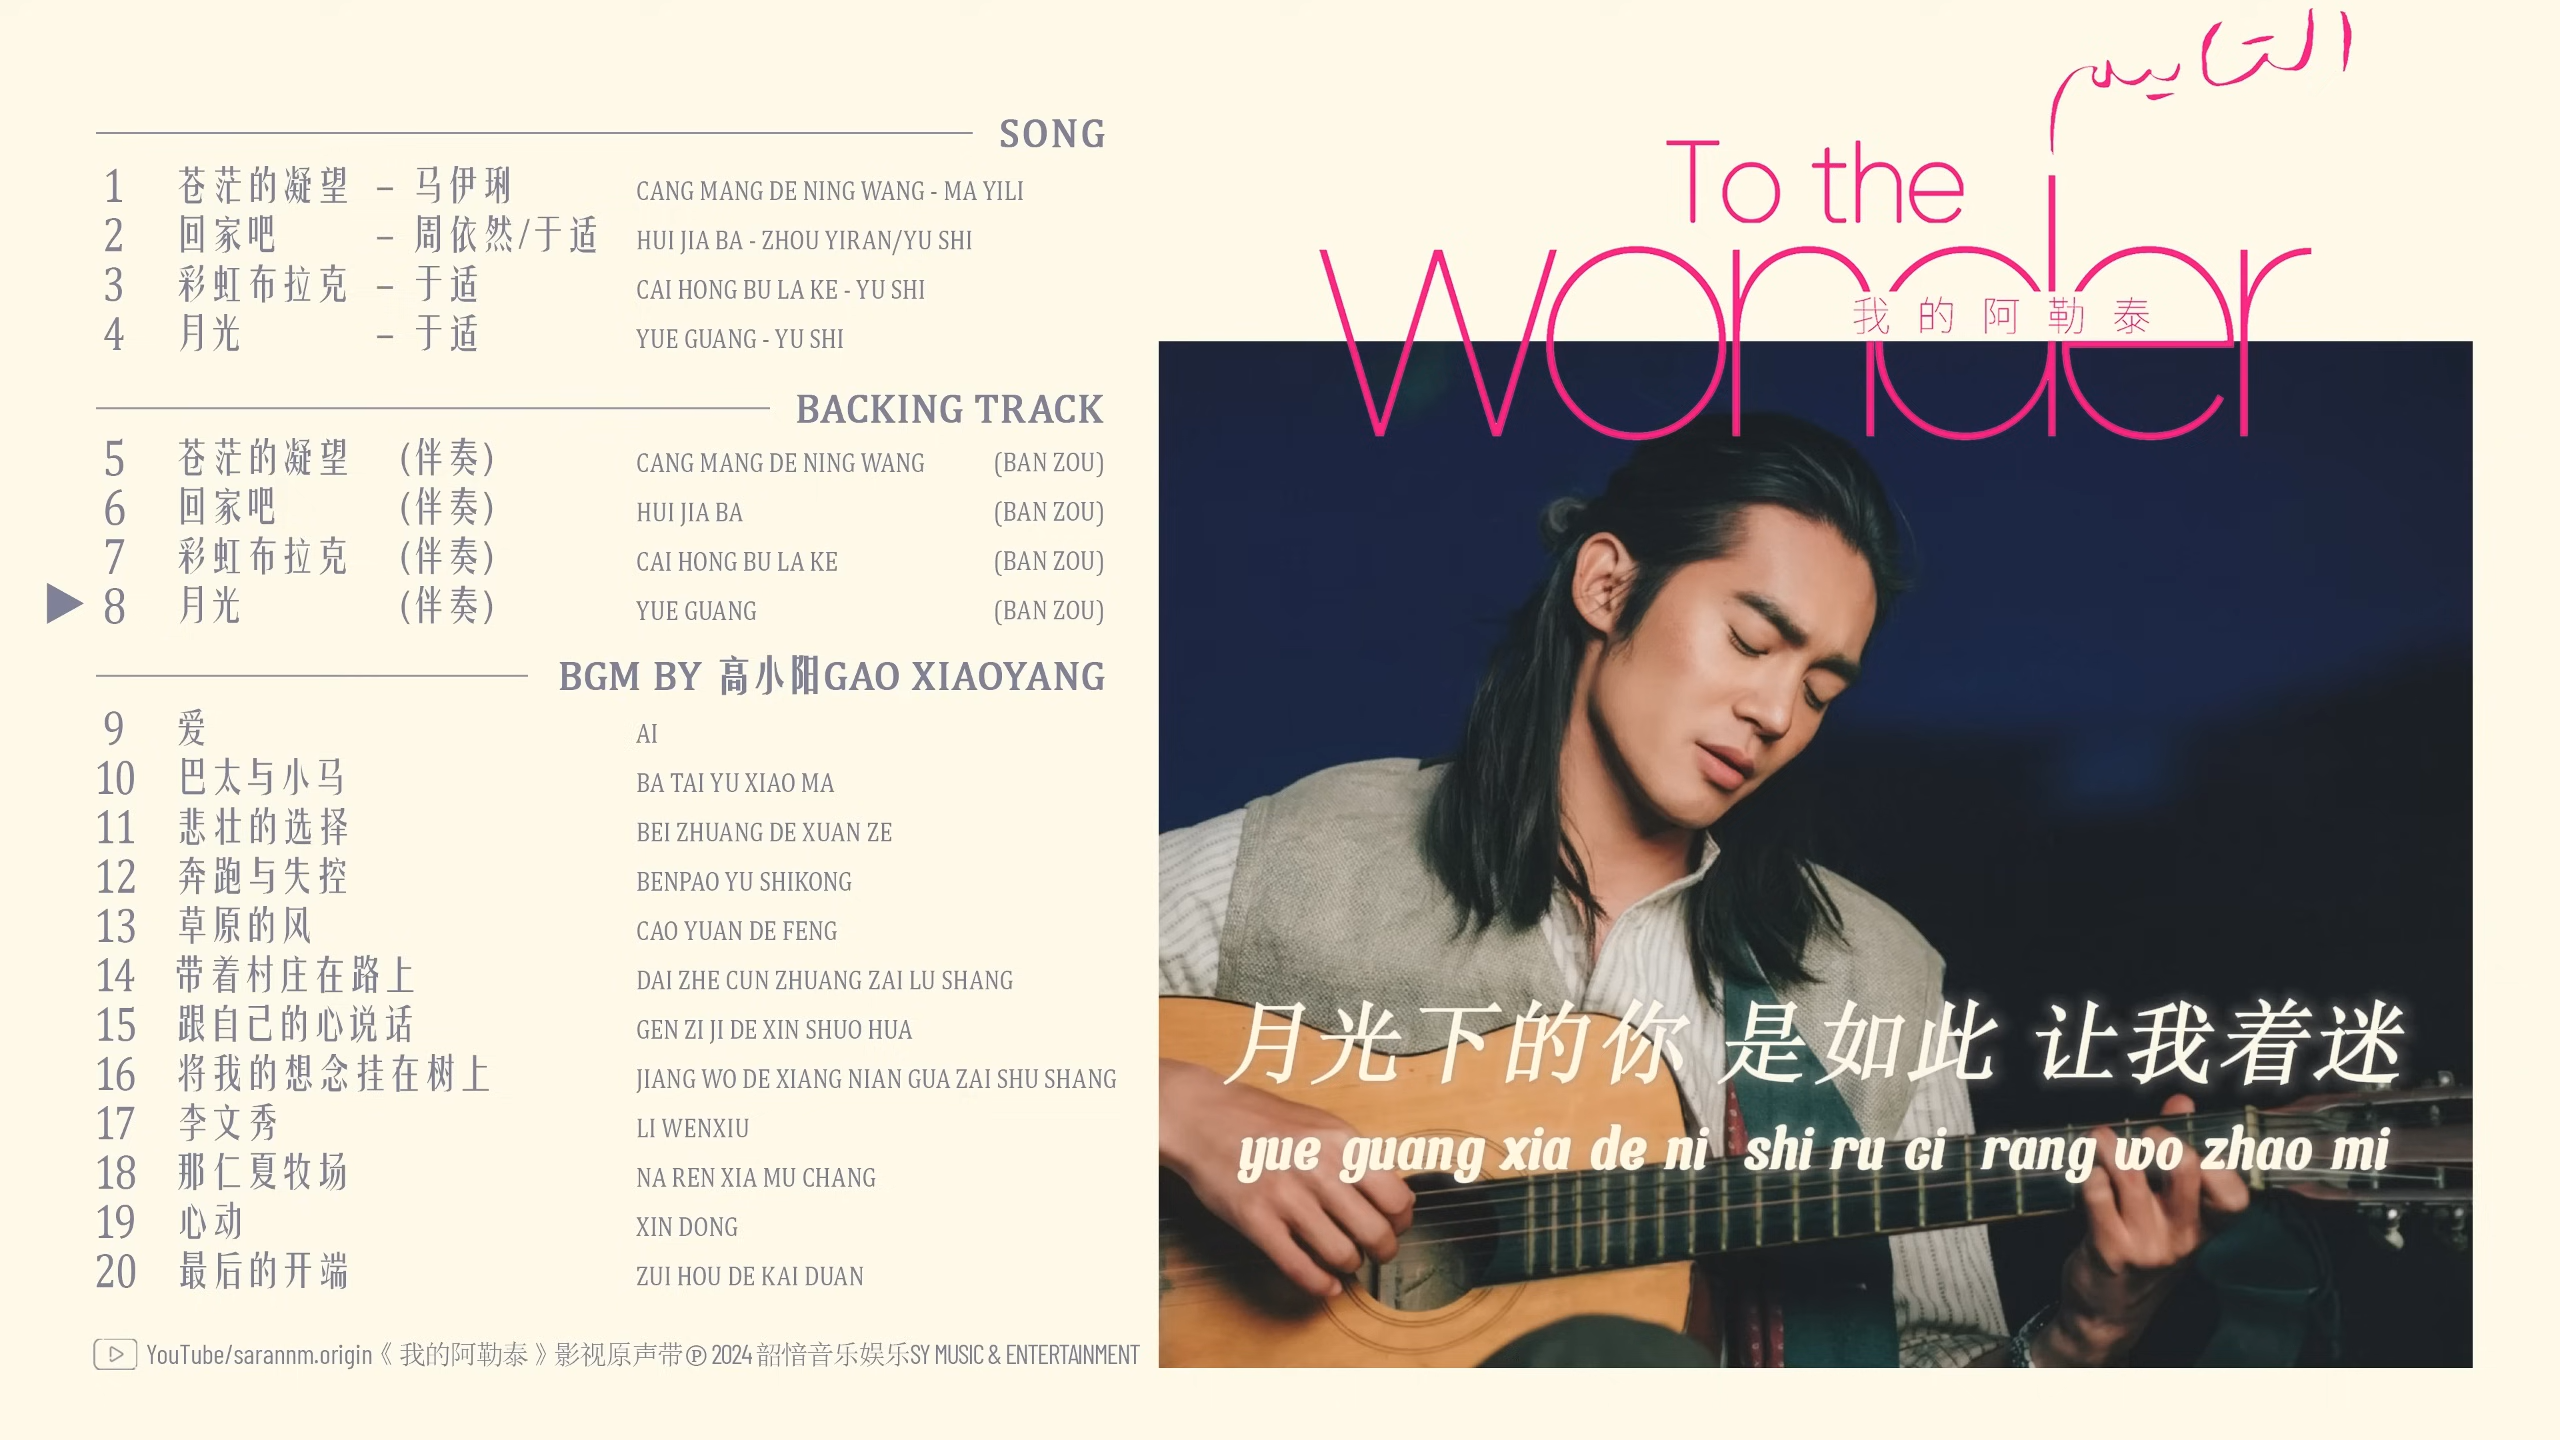 SONG
1 苍茫的凝望 – 马伊琍 CANG MANG DE NING WANG - MA YILI
2 回家吧 – 周依然/于适 HUI JIA BA - ZHOU YIRAN/YU SHI
3 彩虹布拉克 – 于适 CAI HONG BU LA KE - YU SHI
4 月光 – 于适 YUE GUANG - YU SHI
BACKING TRACK
5 苍茫的凝望 (伴奏) CANG MANG DE NING WANG (BAN ZOU)
6 回家吧 (伴奏) HUI JIA BA (BAN ZOU)
7 彩虹布拉克 (伴奏) CAI HONG BU LA KE (BAN ZOU)
8 月光 (伴奏) YUE GUANG (BAN ZOU)
BGM BY 高小阳GAO XIAOYANG
9 爱 AI
10 巴太与小马 BA TAI YU XIAO MA
11 悲壮的选择 BEI ZHUANG DE XUAN ZE
12 奔跑与失控 BENPAO YU SHIKONG
13 草原的风 CAO YUAN DE FENG
14 带着村庄在路上 DAI ZHE CUN ZHUANG ZAI LU SHANG
15 跟自己的心说话 GEN ZI JI DE XIN SHUO HUA
16 将我的想念挂在树上 JIANG WO DE XIANG NIAN GUA ZAI SHU SHANG
17 李文秀 LI WENXIU
18 那仁夏牧场 NA REN XIA MU CHANG
19 心动 XIN DONG
20 最后的开端 ZUI HOU DE KAI DUAN
YouTube/sarannm.origin《我的阿勒泰》影视原声带℗ 2024 韶愔音乐娱乐SY MUSIC & ENTERTAINMENT
To the
wonder
我的阿勒泰
月光下的你 是如此 让我着迷
yue guang xia de ni shi ru ci rang wo zhao mi